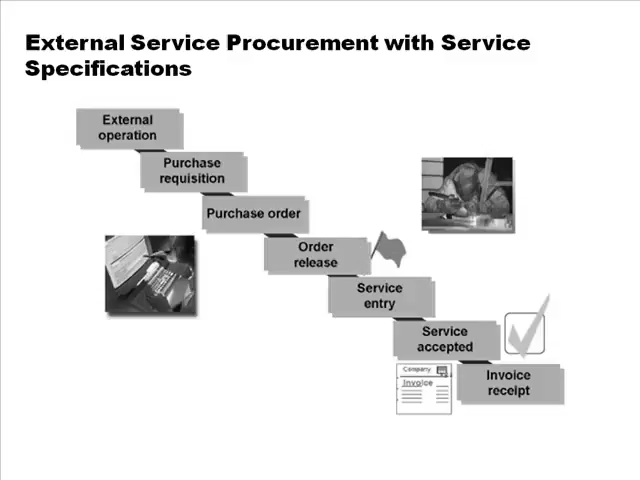 External Service Procurement with Service
Specifications
External
operation
Purchase
requisition
Purchase order
Order
release
Service
entry
Service
accepted
Company
Invoice
Invoice
receipt